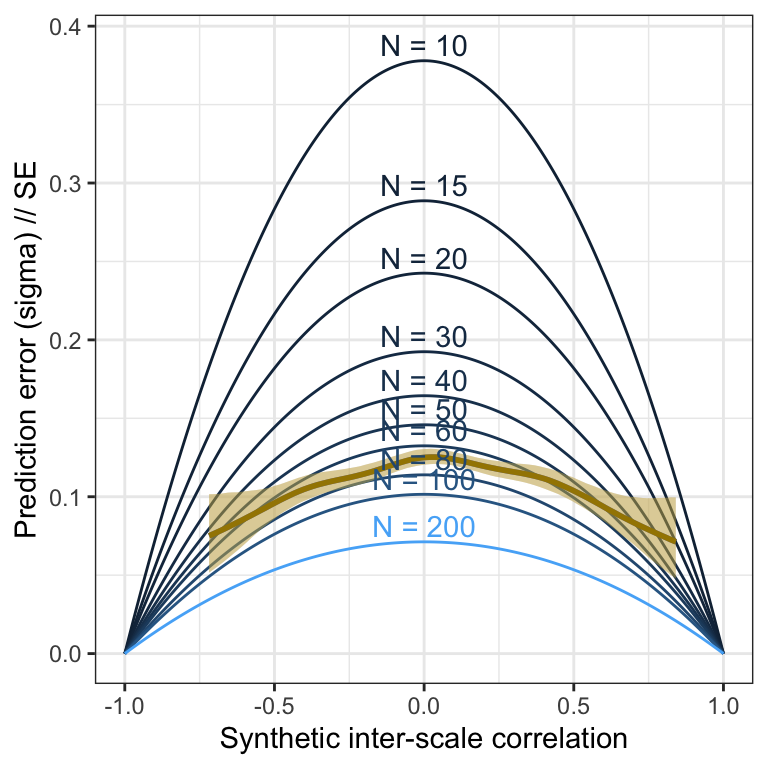 0.4
0.3
0.2
0.1
0.0
Prediction error (sigma) // SE
N = 10
N = 15
N = 20
N = 30
N = 40
N = 50
N = 60
N = 80
N = 100
N = 200
-1.0 -0.5 0.0 0.5 1.0
Synthetic inter-scale correlation